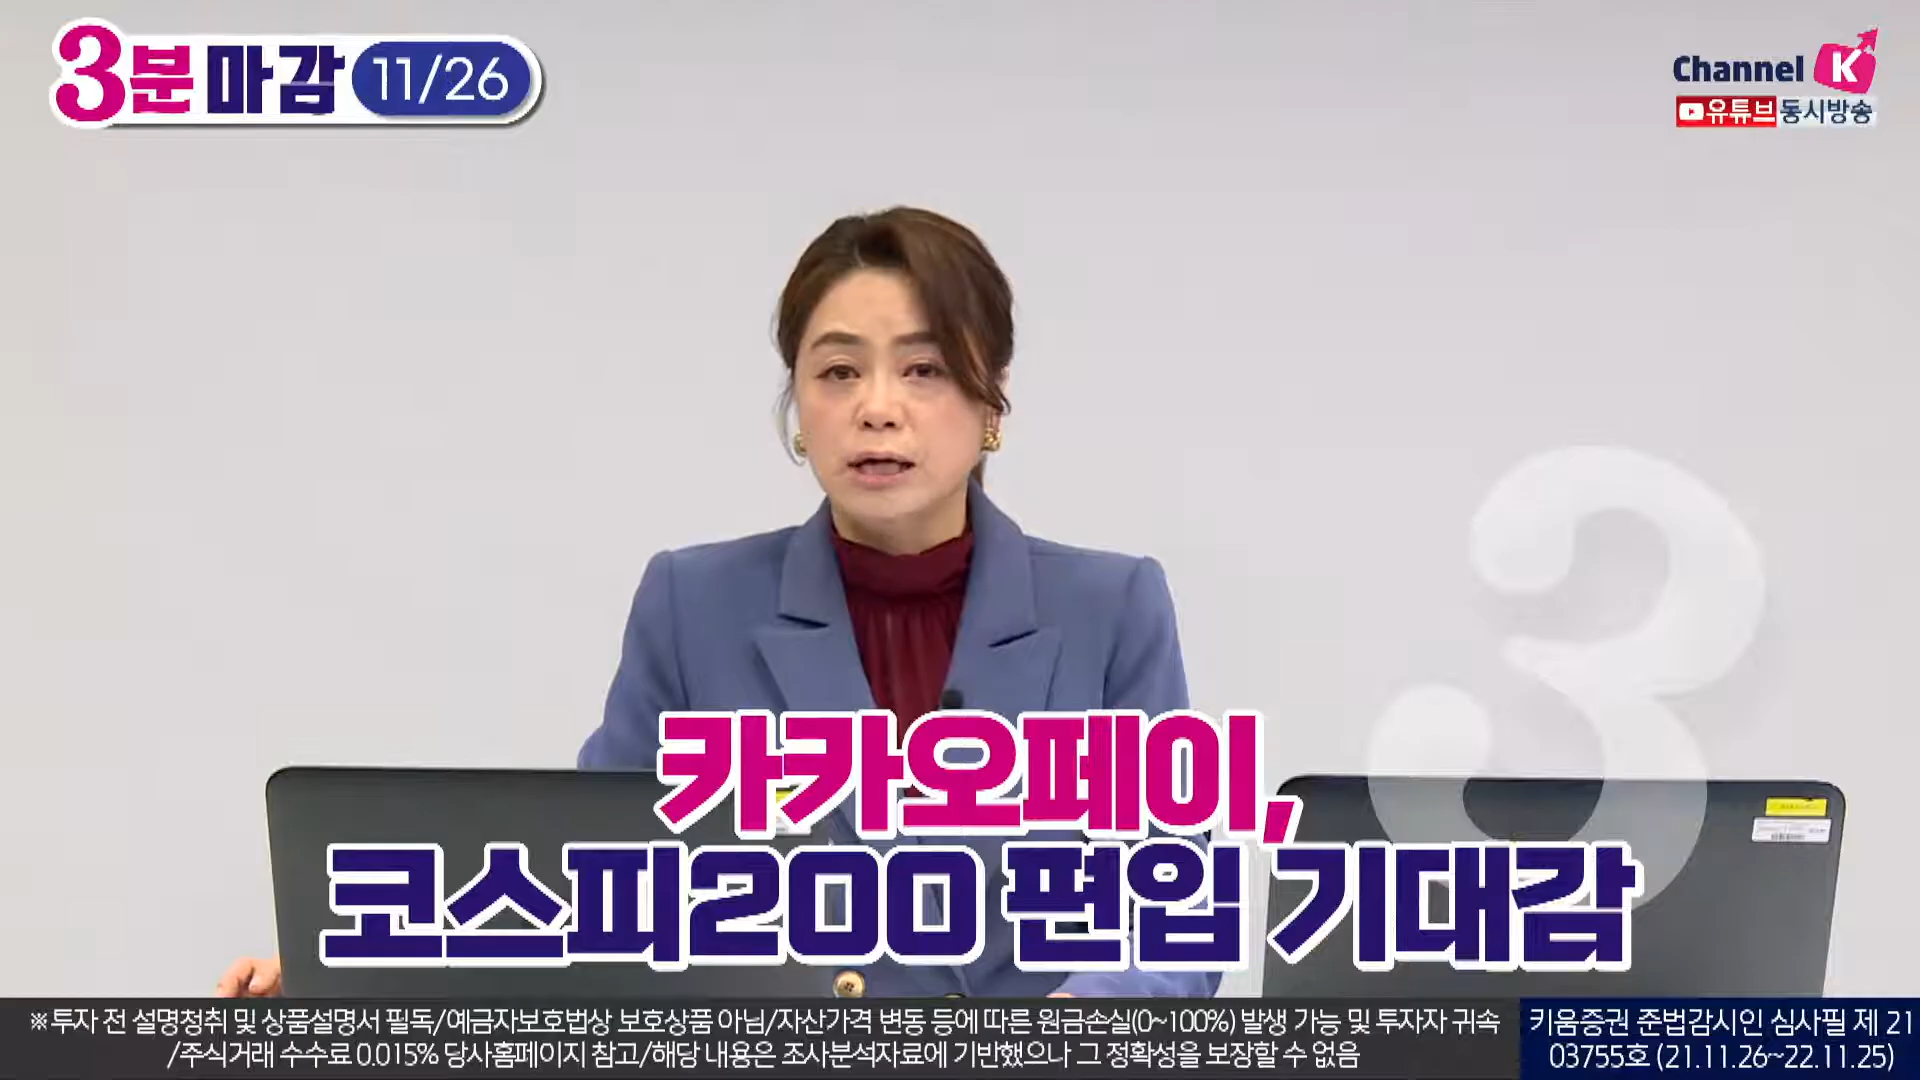 3분 마감 11/26
Channel K
유튜브 동시방송
카카오페이,
코스피200 편입 기대감
※투자 전 설명청취 및 상품설명서 필독/예금자보호법상 보호상품 아님/자산가격 변동 등에 따른 원금손실(0~100%) 발생 가능 및 투자자 귀속
/주식거래 수수료 0.015% 당사홈페이지 참고/해당 내용은 조사분석자료에 기반했으나 그 정확성을 보장할 수 없음
키움증권 준법감시인 심사필 제 21
03755호 (21.11.26~22.11.25)
3